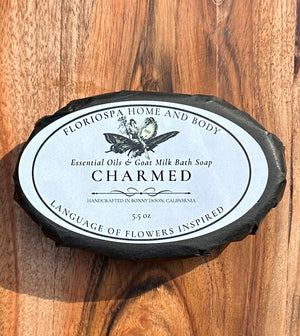 FLORIOSPA HOME AND BODY
Essential Oils & Goat Milk Bath Soap
CHARMED
HANDCRAFTED IN BONNY DOON, CALIFORNIA
5.5 oz
LANGUAGE OF FLOWERS INSPIRED